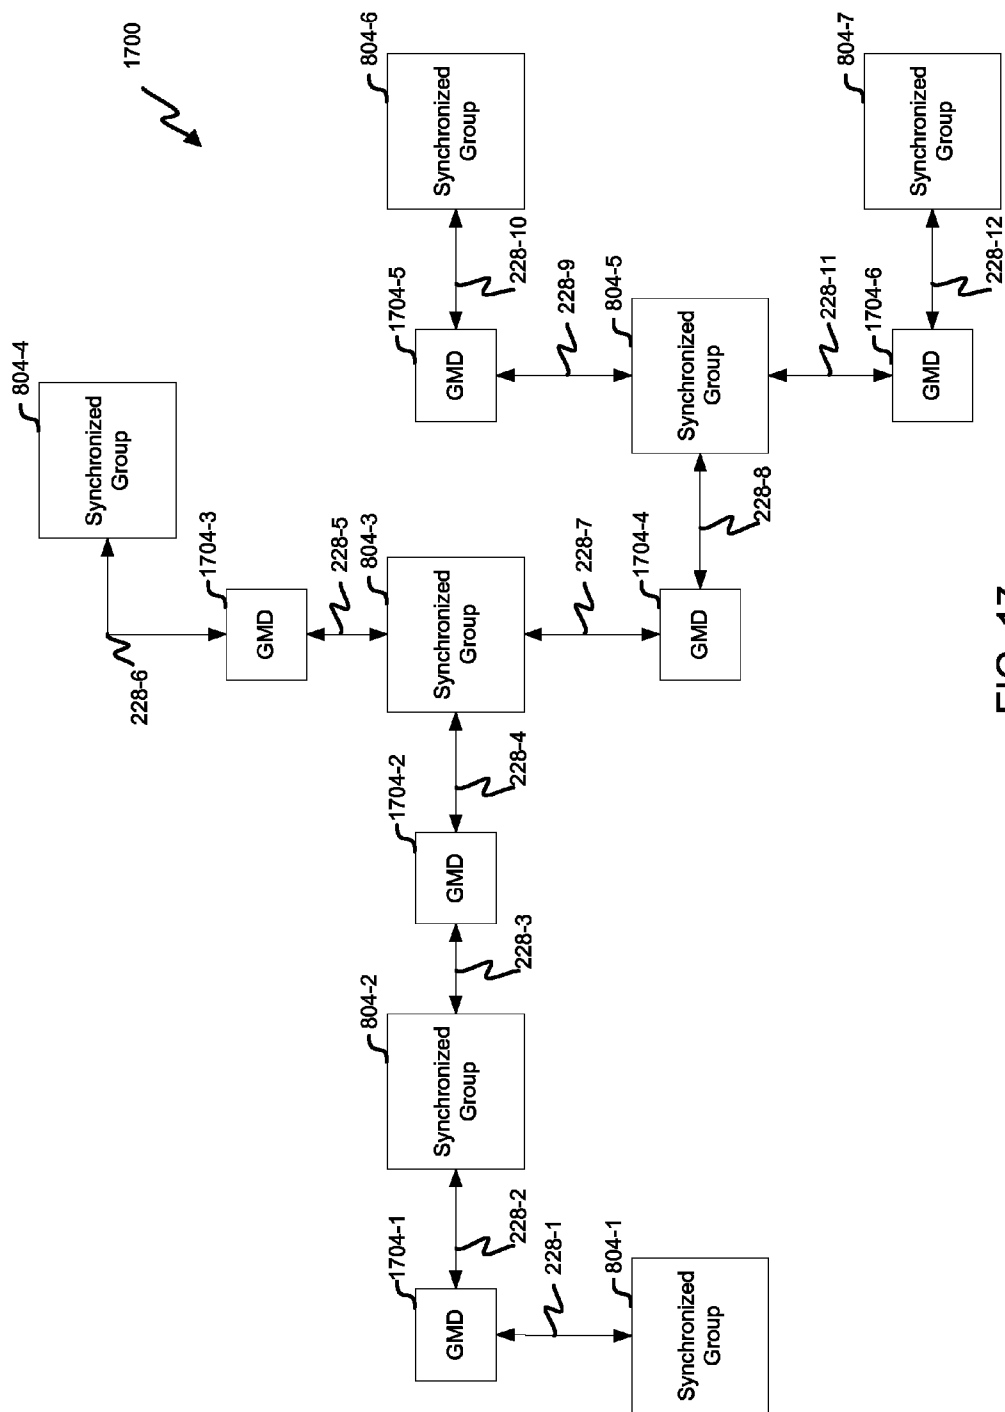 1700
804-4
Synchronized
Group
228-6
1704-3
GMD
228-5
804-6
Synchronized
Group
1704-5
GMD
228-10
804-3
Synchronized
Group
1704-2
GMD
228-4
804-2
Synchronized
Group
228-3
1704-1
GMD
228-2
228-1
804-1
Synchronized
Group
228-7
228-9
804-5
Synchronized
Group
1704-4
GMD
228-8
228-11
804-7
Synchronized
Group
1704-6
GMD
228-12
FIG. 17